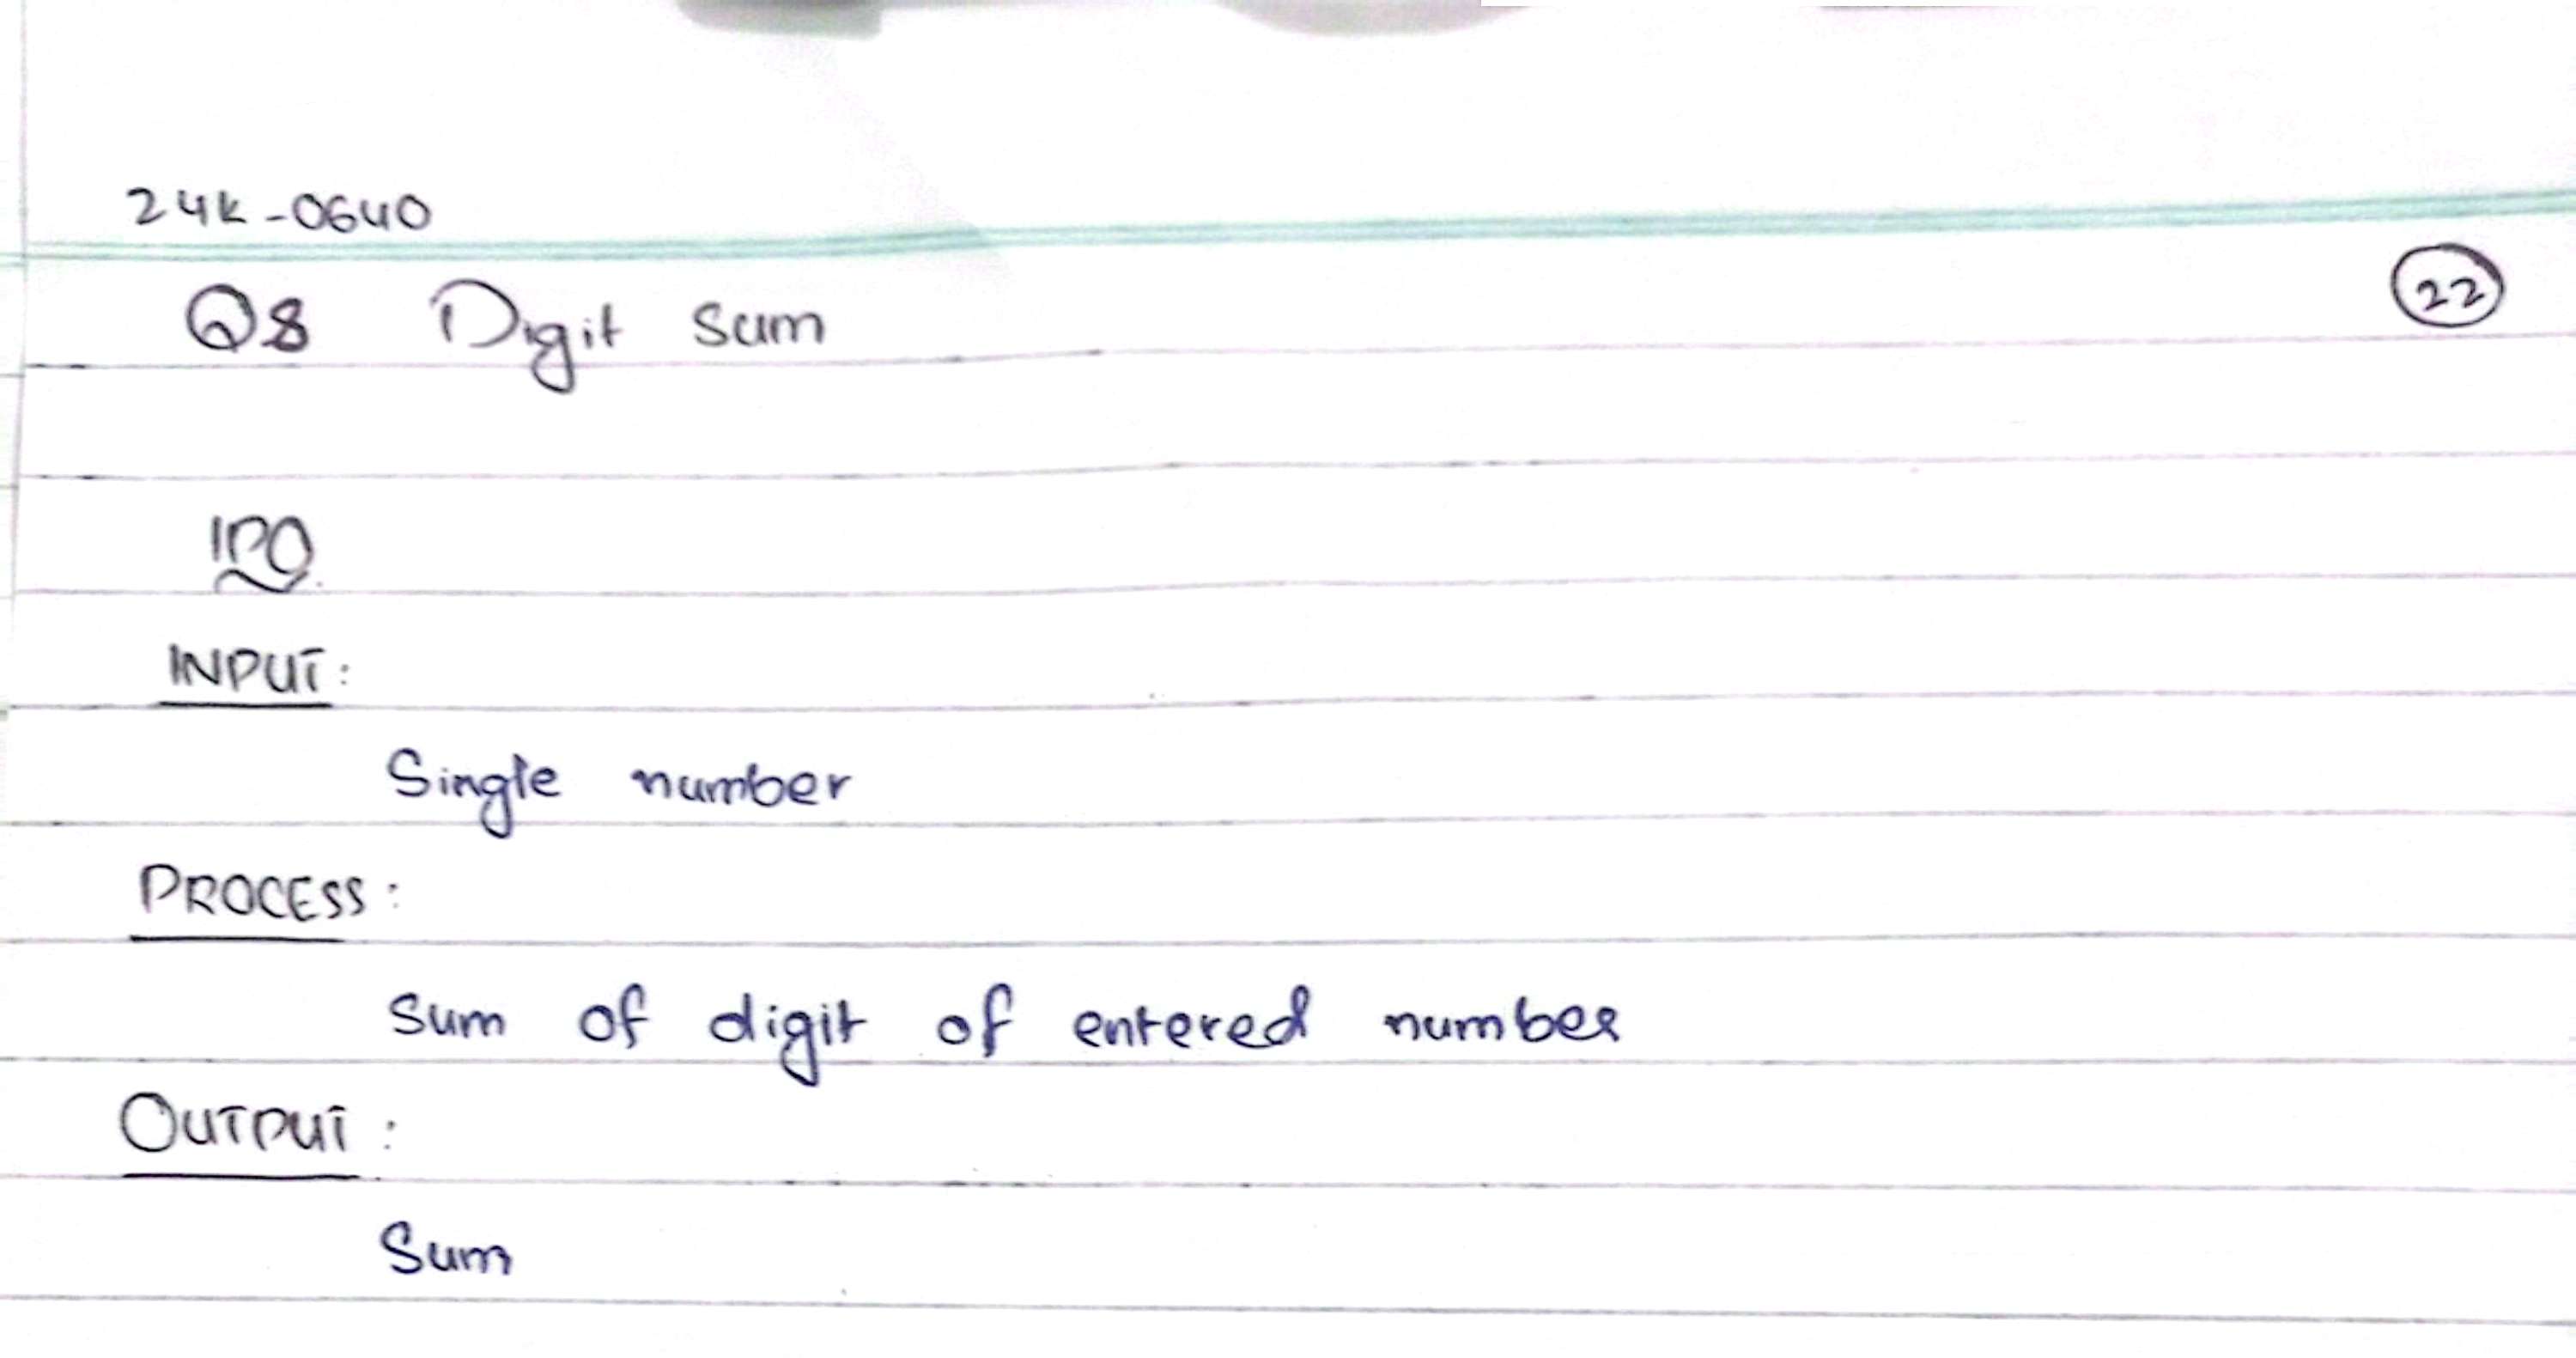 24k-0640
22
Q8 Digit Sum
IPO
INPUT:
Single number
PROCESS:
Sum of digit of entered number
OUTPUT:
Sum